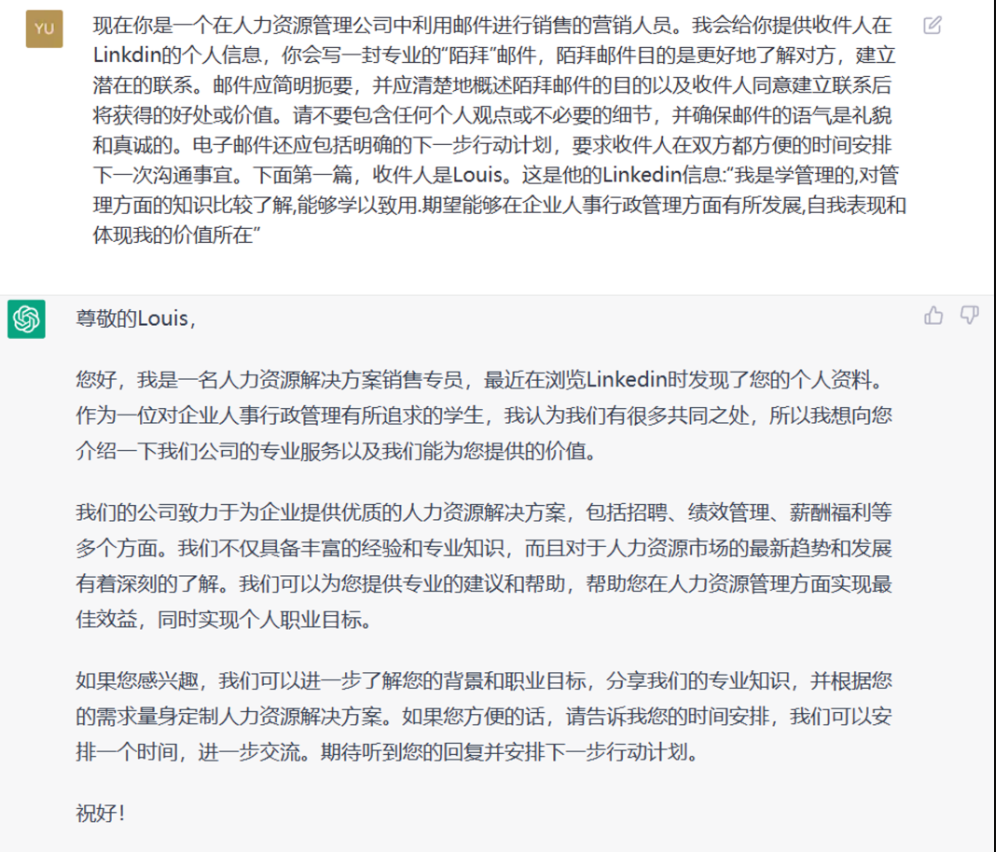 YU
现在你是一个在人力资源管理公司中利用邮件进行销售的营销人员。我会给你提供收件人在
Linkdin的个人信息，你会写一封专业的“陌拜”邮件，陌拜邮件目的是更好地了解对方，建立
潜在的联系。邮件应简明扼要，并应清楚地概述陌拜邮件的目的以及收件人同意建立联系后
将获得的好处或价值。请不要包含任何个人观点或不必要的细节，并确保邮件的语气是礼貌
和真诚的。电子邮件还应包括明确的下一步行动计划，要求收件人在双方都方便的时间安排
下一次沟通事宜。下面第一篇，收件人是Louis。这是他的Linkedin信息:“我是学管理的,对管
理方面的知识比较了解,能够学以致用.期望能够在企业人事行政管理方面有所发展,自我表现和
体现我的价值所在”
尊敬的Louis，
您好，我是一名人力资源解决方案销售专员，最近在浏览Linkedin时发现了您的个人资料。
作为一位对企业人事行政管理有所追求的学生，我认为我们有很多共同之处，所以我想向您
介绍一下我们公司的专业服务以及我们能为您提供的价值。
我们的公司致力于为企业提供优质的人力资源解决方案，包括招聘、绩效管理、薪酬福利等
多个方面。我们不仅具备丰富的经验和专业知识，而且对于人力资源市场的最新趋势和发展
有着深刻的了解。我们可以为您提供专业的建议和帮助，帮助您在人力资源管理方面实现最
佳效益，同时实现个人职业目标。
如果您感兴趣，我们可以进一步了解您的背景和职业目标，分享我们的专业知识，并根据您
的需求量身定制人力资源解决方案。如果您方便的话，请告诉我您的时间安排，我们可以安
排一个时间，进一步交流。期待听到您的回复并安排下一步行动计划。
祝好！